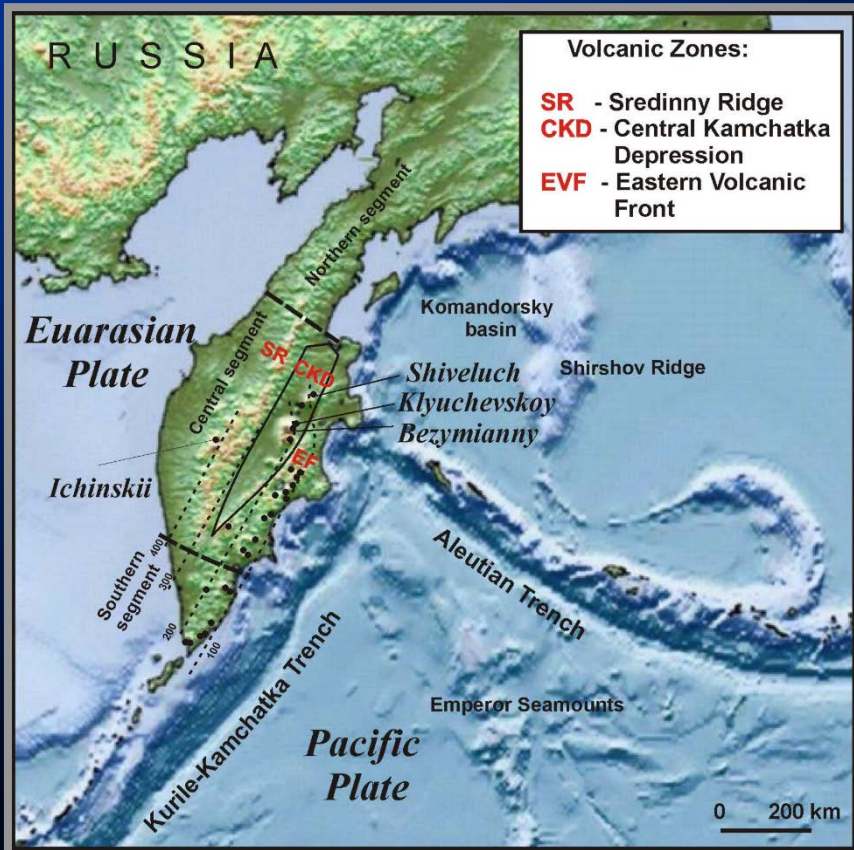 RUSSIA
Volcanic Zones:
SR - Sredinny Ridge
CKD - Central Kamchatka
Depression
EVF - Eastern Volcanic
Front
Northern segment
Komandorsky
basin
Euarasian
Plate
Central segment
SR
CKD
Shiveluch
Shirshov Ridge
Klyuchevskoy
Bezymianny
EF
Ichinskii
Southern
segment
400
300
200
100
Aleutian Trench
Kurile-Kamchatka Trench
Emperor Seamounts
Pacific
Plate
0 200 km